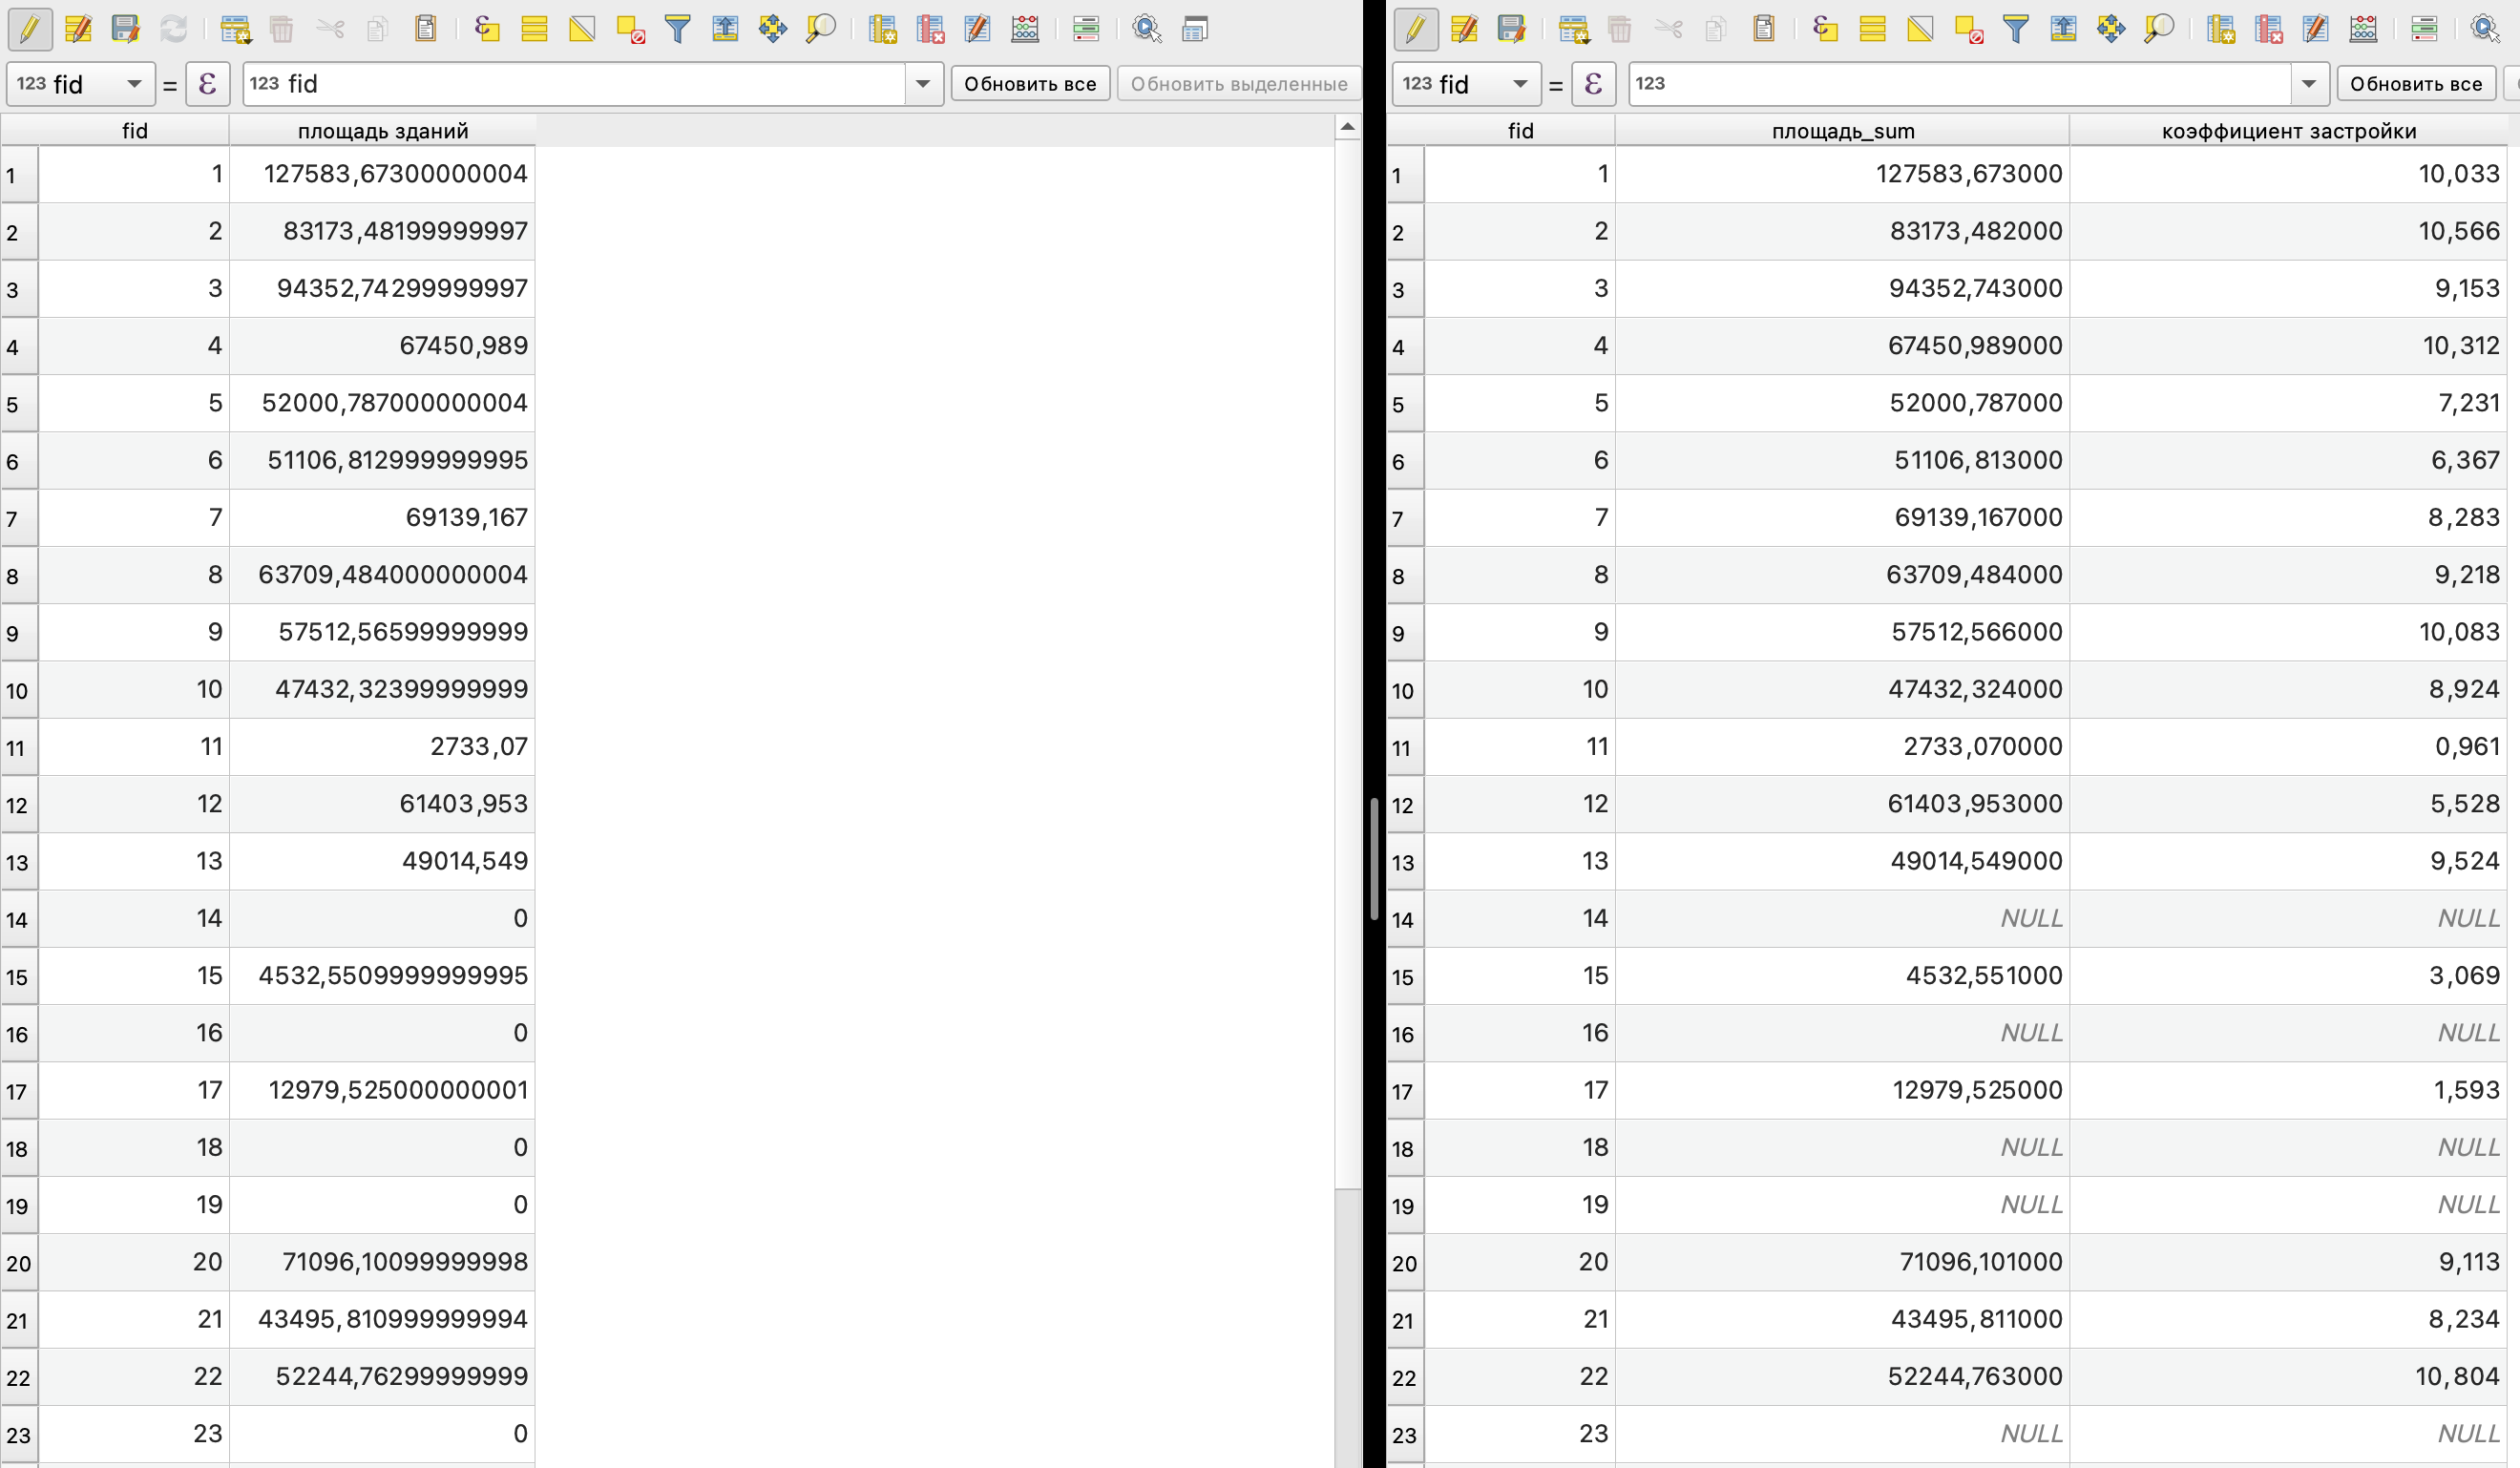 123 fid = ε 123 fid Обновить все Обновить выделенные
fid площадь зданий
1 1 127583,67300000004
2 2 83173,48199999997
3 3 94352,74299999997
4 4 67450,989
5 5 52000,787000000004
6 6 51106,812999999995
7 7 69139,167
8 8 63709,484000000004
9 9 57512,56599999999
10 10 47432,32399999999
11 11 2733,07
12 12 61403,953
13 13 49014,549
14 14 0
15 15 4532,5509999999995
16 16 0
17 17 12979,525000000001
18 18 0
19 19 0
20 20 71096,10099999998
21 21 43495,810999999994
22 22 52244,76299999999
23 23 0
123 fid = ε 123 Обновить все
fid площадь_sum коэффициент застройки
1 1 127583,673000 10,033
2 2 83173,482000 10,566
3 3 94352,743000 9,153
4 4 67450,989000 10,312
5 5 52000,787000 7,231
6 6 51106,813000 6,367
7 7 69139,167000 8,283
8 8 63709,484000 9,218
9 9 57512,566000 10,083
10 10 47432,324000 8,924
11 11 2733,070000 0,961
12 12 61403,953000 5,528
13 13 49014,549000 9,524
14 14 NULL NULL
15 15 4532,551000 3,069
16 16 NULL NULL
17 17 12979,525000 1,593
18 18 NULL NULL
19 19 NULL NULL
20 20 71096,101000 9,113
21 21 43495,811000 8,234
22 22 52244,763000 10,804
23 23 NULL NULL